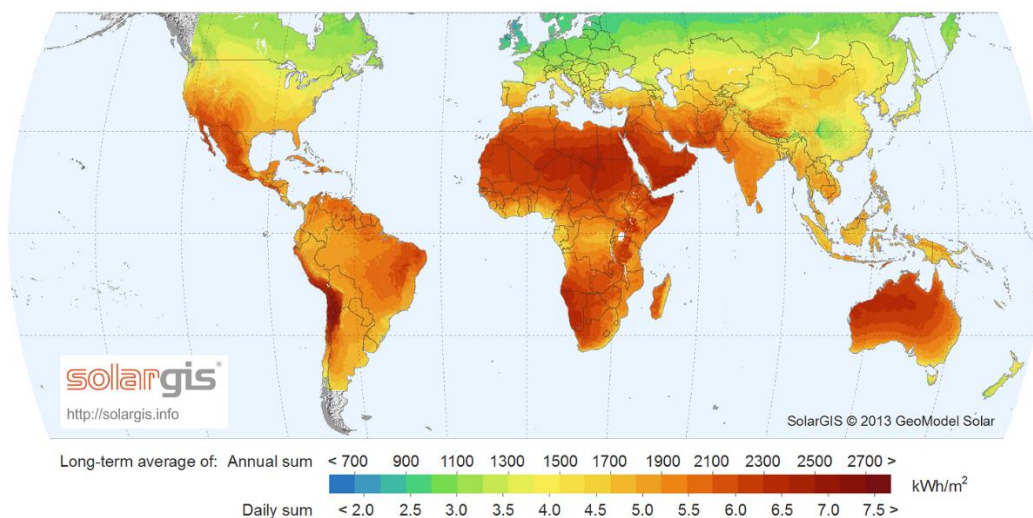 solargis®
http://solargis.info
SolarGIS © 2013 GeoModel Solar
Long-term average of: Annual sum < 700 900 1100 1300 1500 1700 1900 2100 2300 2500 2700 > kWh/m²
Daily sum < 2.0 2.5 3.0 3.5 4.0 4.5 5.0 5.5 6.0 6.5 7.0 7.5 >